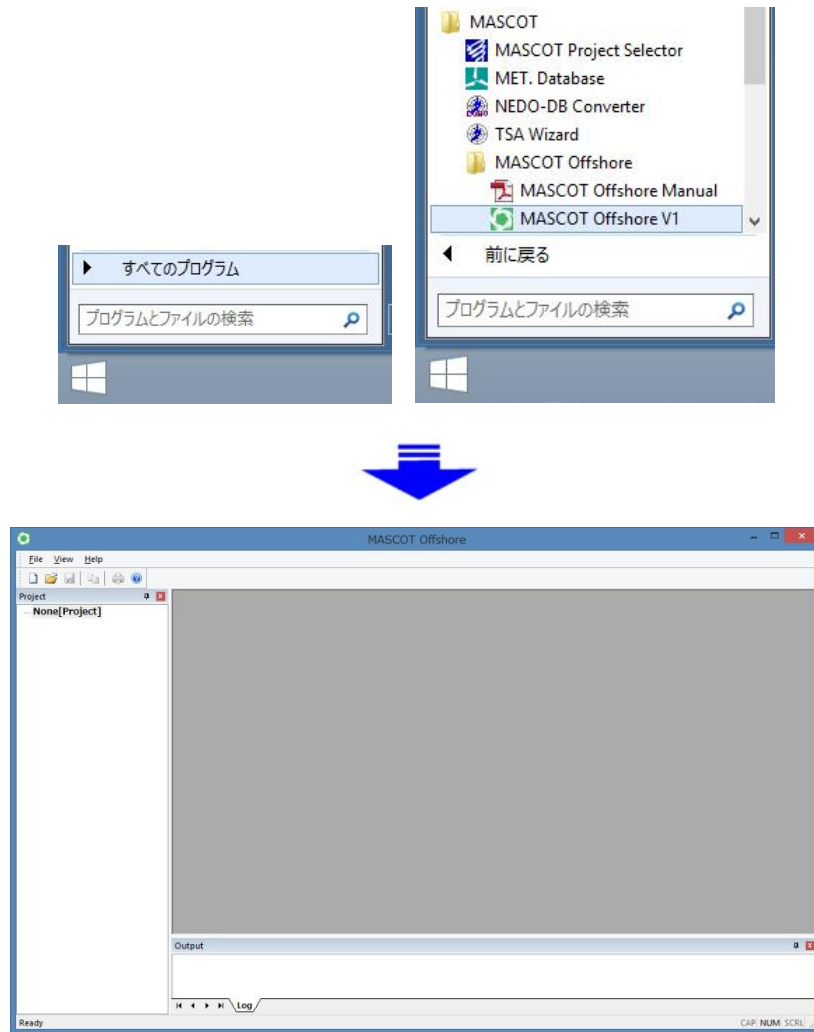 すべてのプログラム
プログラムとファイルの検索
MASCOT
MASCOT Project Selector
MET. Database
NEDO-DB Converter
TSA Wizard
MASCOT Offshore
MASCOT Offshore Manual
MASCOT Offshore V1
前に戻る
プログラムとファイルの検索
MASCOT Offshore
File View Help
Project
None[Project]
Output
Log
Ready
CAP NUM SCRL